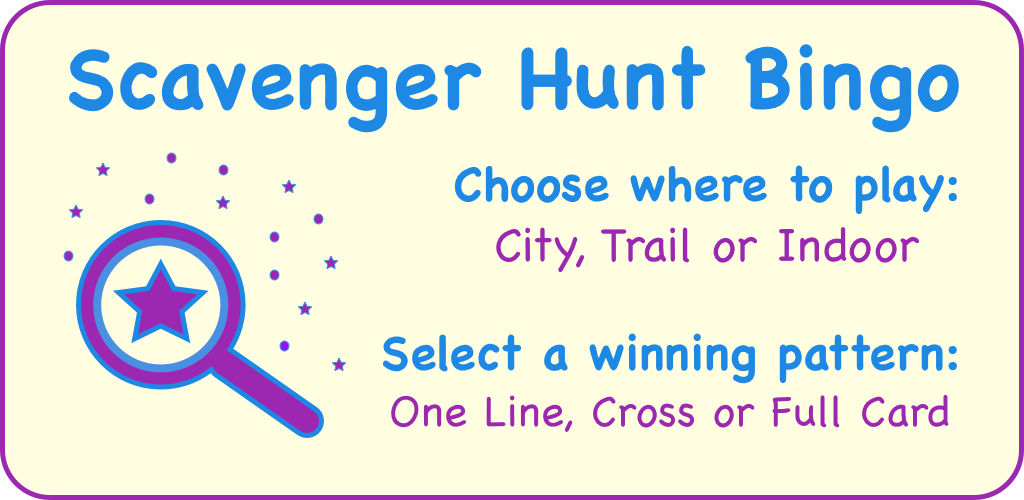 Scavenger Hunt Bingo
Choose where to play:
City, Trail or Indoor
Select a winning pattern:
One Line, Cross or Full Card